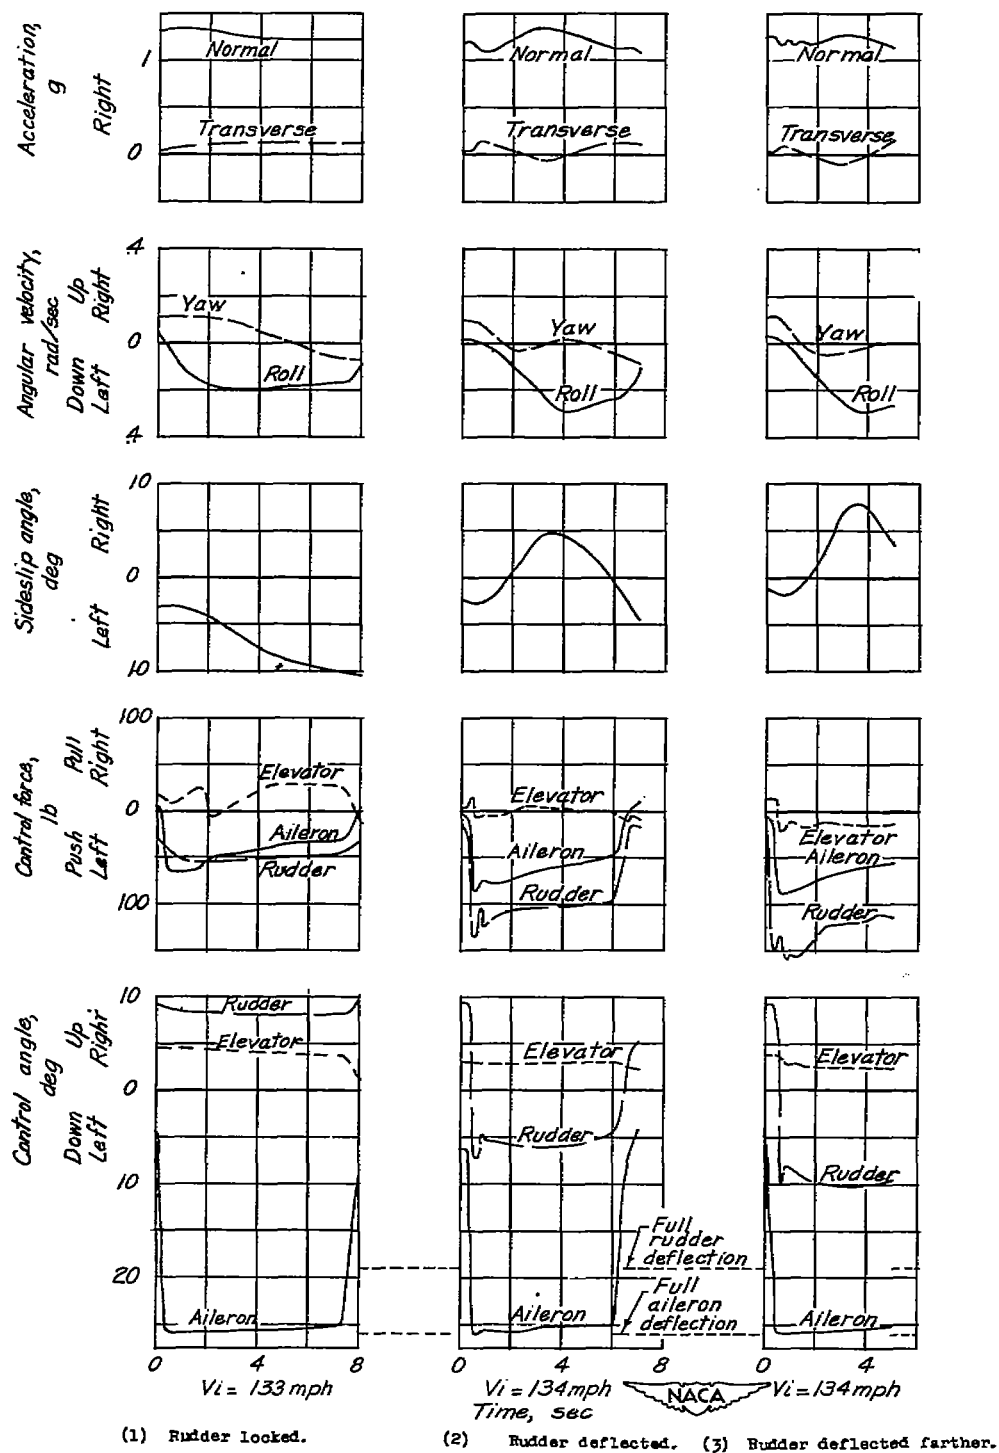 Acceleration,
g
Right
1
0
Normal
Transverse
Normal
Transverse
Normal
Transverse
Angular velocity,
rad/sec
Down Up
Left Right
.4
0
.4
Yaw
Roll
Yaw
Roll
Yaw
Roll
Sideslip angle,
deg
Left Right
10
0
10
Control force,
lb
Push Pull
Left Right
100
0
100
Elevator
Aileron
Rudder
Elevator
Aileron
Rudder
Elevator
Aileron
Rudder
Control angle,
deg
Down Up
Left Right
10
0
10
20
Rudder
Elevator
Aileron
Elevator
Rudder
Aileron
Elevator
Rudder
Aileron
Full
rudder
deflection
Full
aileron
deflection
0 4 8
0 4 8
0 4 8
Vi = 133 mph
Vi = 134 mph
Vi = 134 mph
Time, sec
NACA
(1) Rudder locked.
(2) Rudder deflected.
(3) Rudder deflected farther.